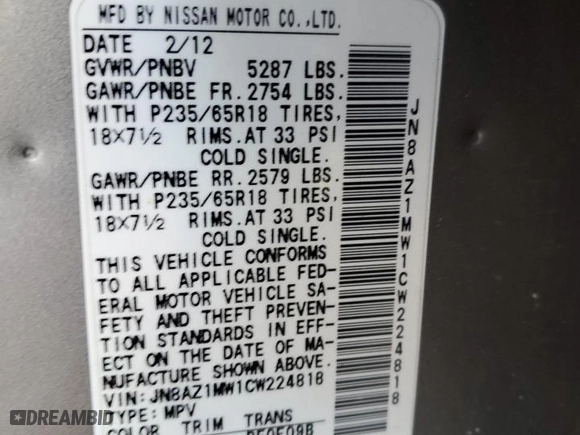 MFD BY NISSAN MOTOR CO.,LTD.
DATE 2/12
GVWR/PNBV 5287 LBS.
GAWR/PNBE FR. 2754 LBS.
WITH P235/65R18 TIRES,
18X7½ RIMS. AT 33 PSI
COLD SINGLE.
GAWR/PNBE RR. 2579 LBS.
WITH P235/65R18 TIRES,
18X7½ RIMS. AT 33 PSI
COLD SINGLE.
THIS VEHICLE CONFORMS
TO ALL APPLICABLE FED-
ERAL MOTOR VEHICLE SA-
FETY AND THEFT PREVEN-
TION STANDARDS IN EFF-
ECT ON THE DATE OF MA-
NUFACTURE SHOWN ABOVE.
VIN: JN8AZ1MW1CW224818
TYPE: MPV
COLOR TRIM TRANS
JN8AZ1MW1CW224818
© autobidcar.com